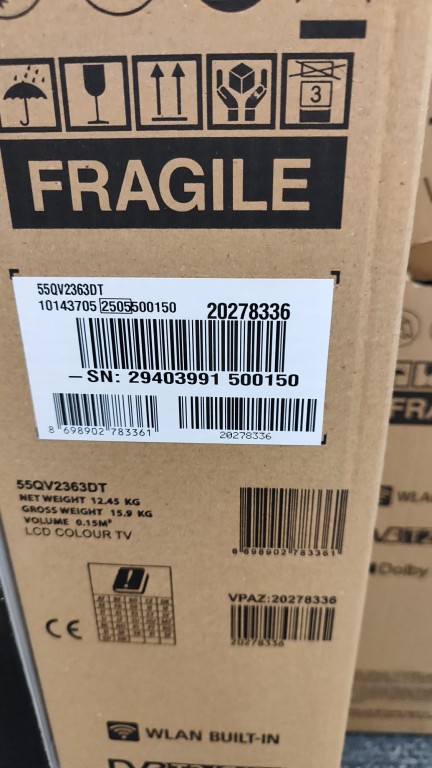 3
FRAGILE
55QV2363DT
10143705 2505500150 20278336
SN: 29403991 500150
8 698902 783361
20278336
55QV2363DT
NET WEIGHT 12.45 KG
GROSS WEIGHT 15.9 KG
VOLUME 0.15M³
LCD COLOUR TV
8 698902 783361
VPAZ:20278336
20278336
CE
WLAN BUILT-IN
FRA
WLA
Dolby